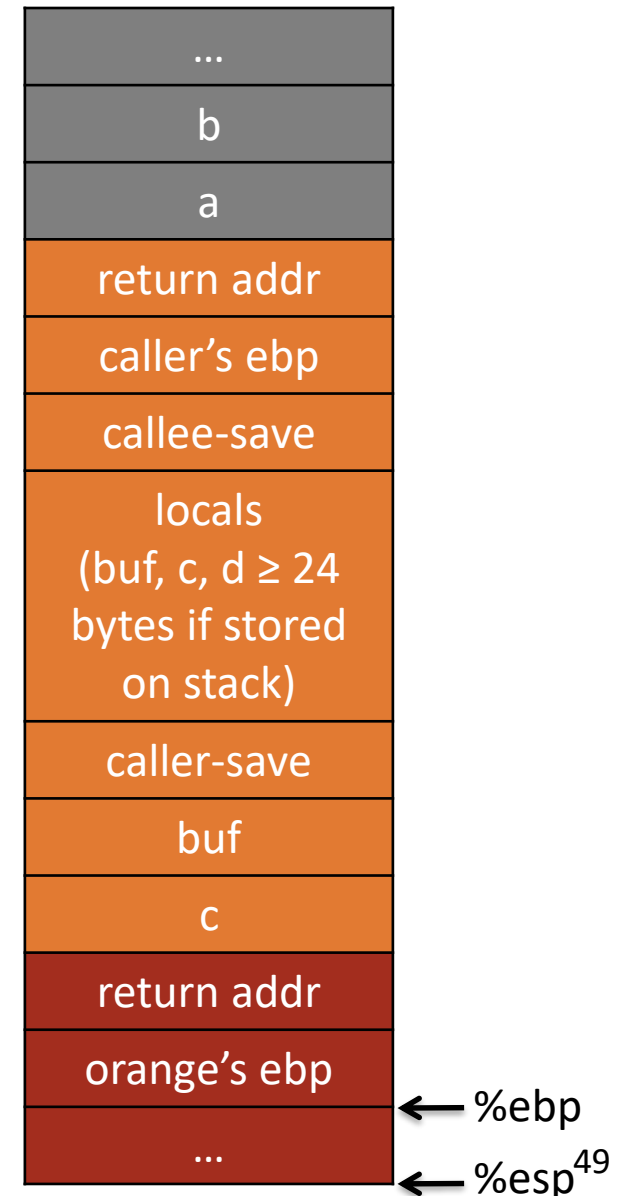 ...
b
a
return addr
caller’s ebp
callee-save
locals
(buf, c, d ≥ 24
bytes if stored
on stack)
caller-save
buf
c
return addr
orange’s ebp
%ebp
...
%esp
49